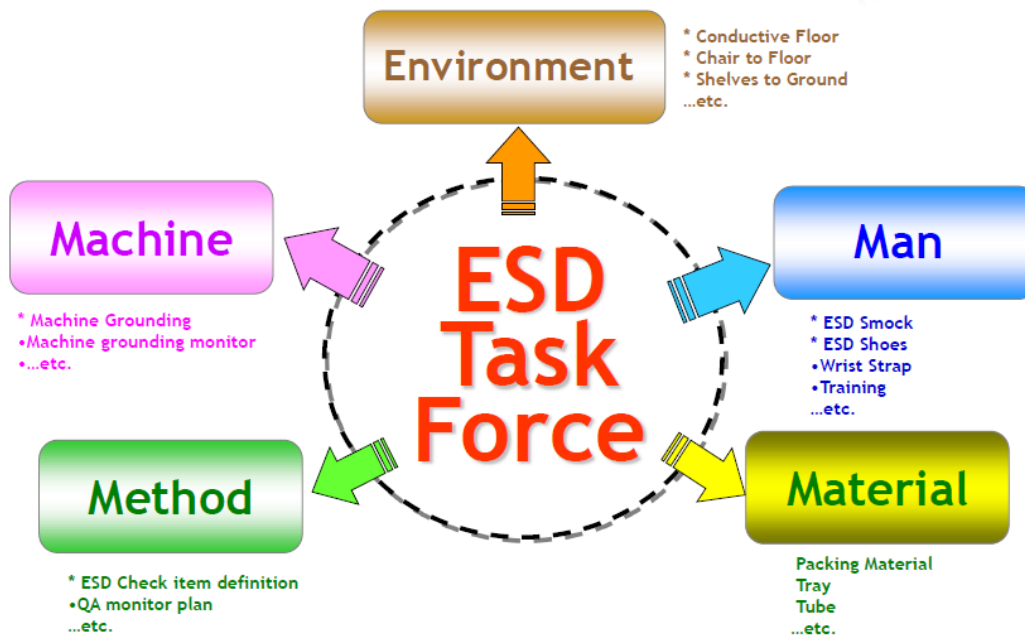 Environment
* Conductive Floor
* Chair to Floor
* Shelves to Ground
...etc.
Machine
* Machine Grounding
•Machine grounding monitor
•...etc.
ESD
Task
Force
Man
* ESD Smock
* ESD Shoes
•Wrist Strap
•Training
...etc.
Method
* ESD Check item definition
•QA monitor plan
...etc.
Material
Packing Material
Tray
Tube
...etc.